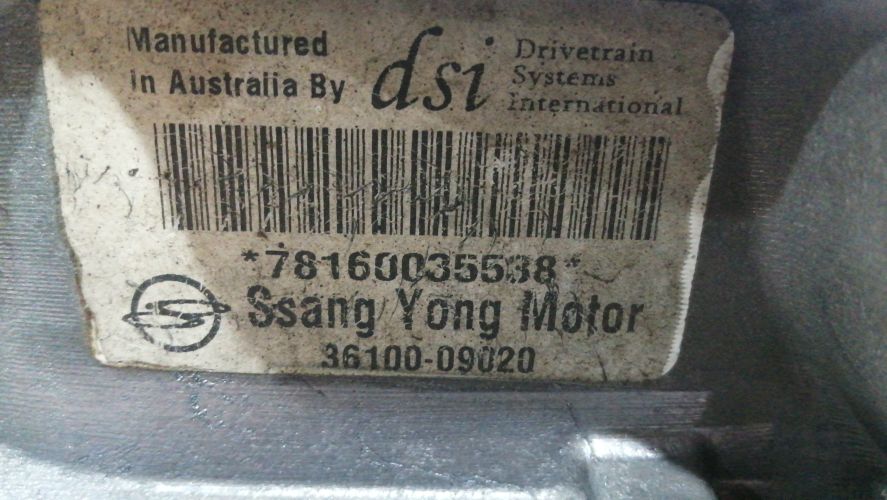 Manufactured
In Australia By
dsi
Drivetrain
Systems
International
*78160035538*
Ssang Yong Motor
36100-09020